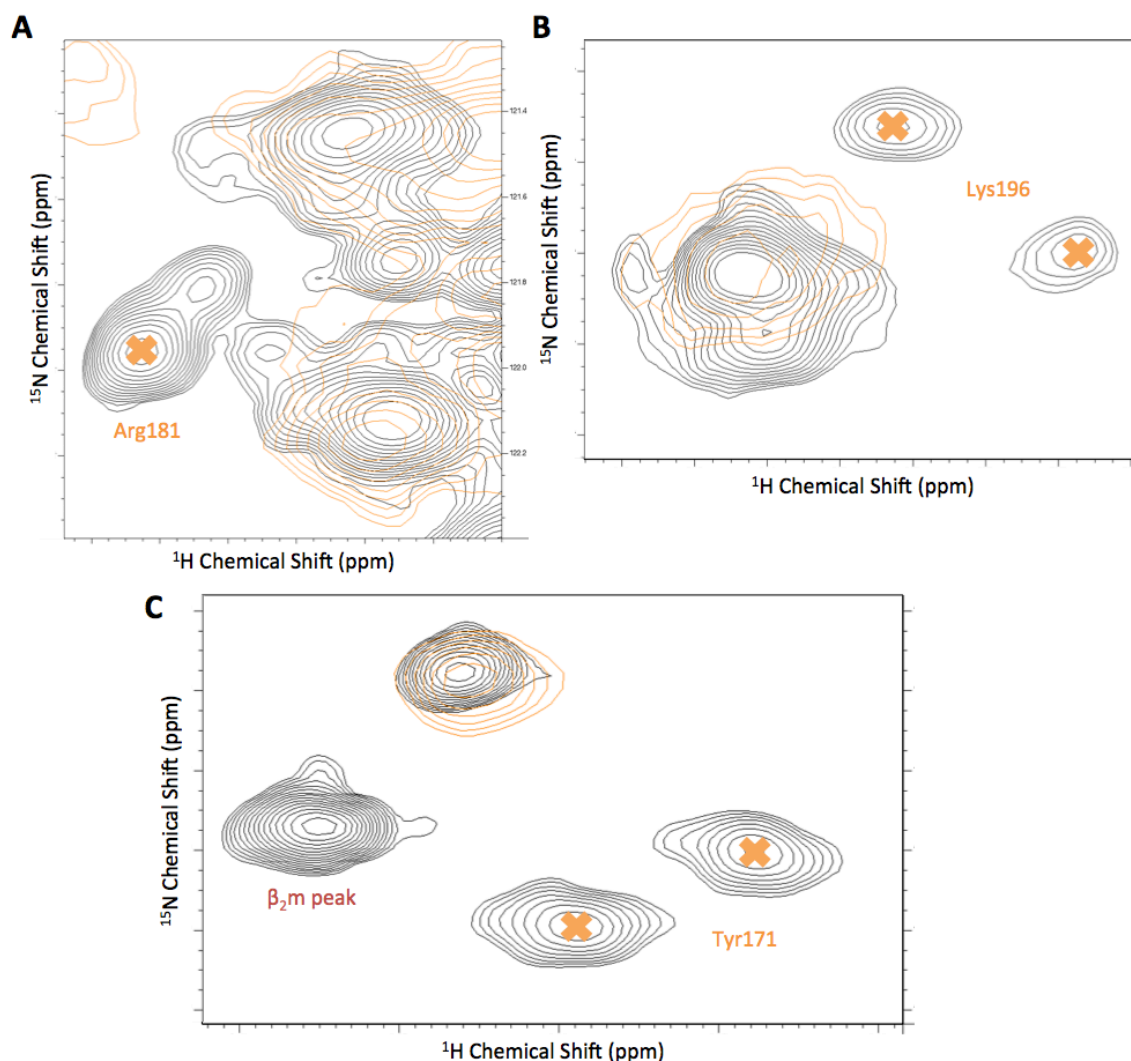 A
B
¹⁵N Chemical Shift (ppm)
121.4
121.6
121.8
122.0
122.2
Arg181
¹H Chemical Shift (ppm)
¹⁵N Chemical Shift (ppm)
Lys196
¹H Chemical Shift (ppm)
C
¹⁵N Chemical Shift (ppm)
β₂m peak
Tyr171
¹H Chemical Shift (ppm)